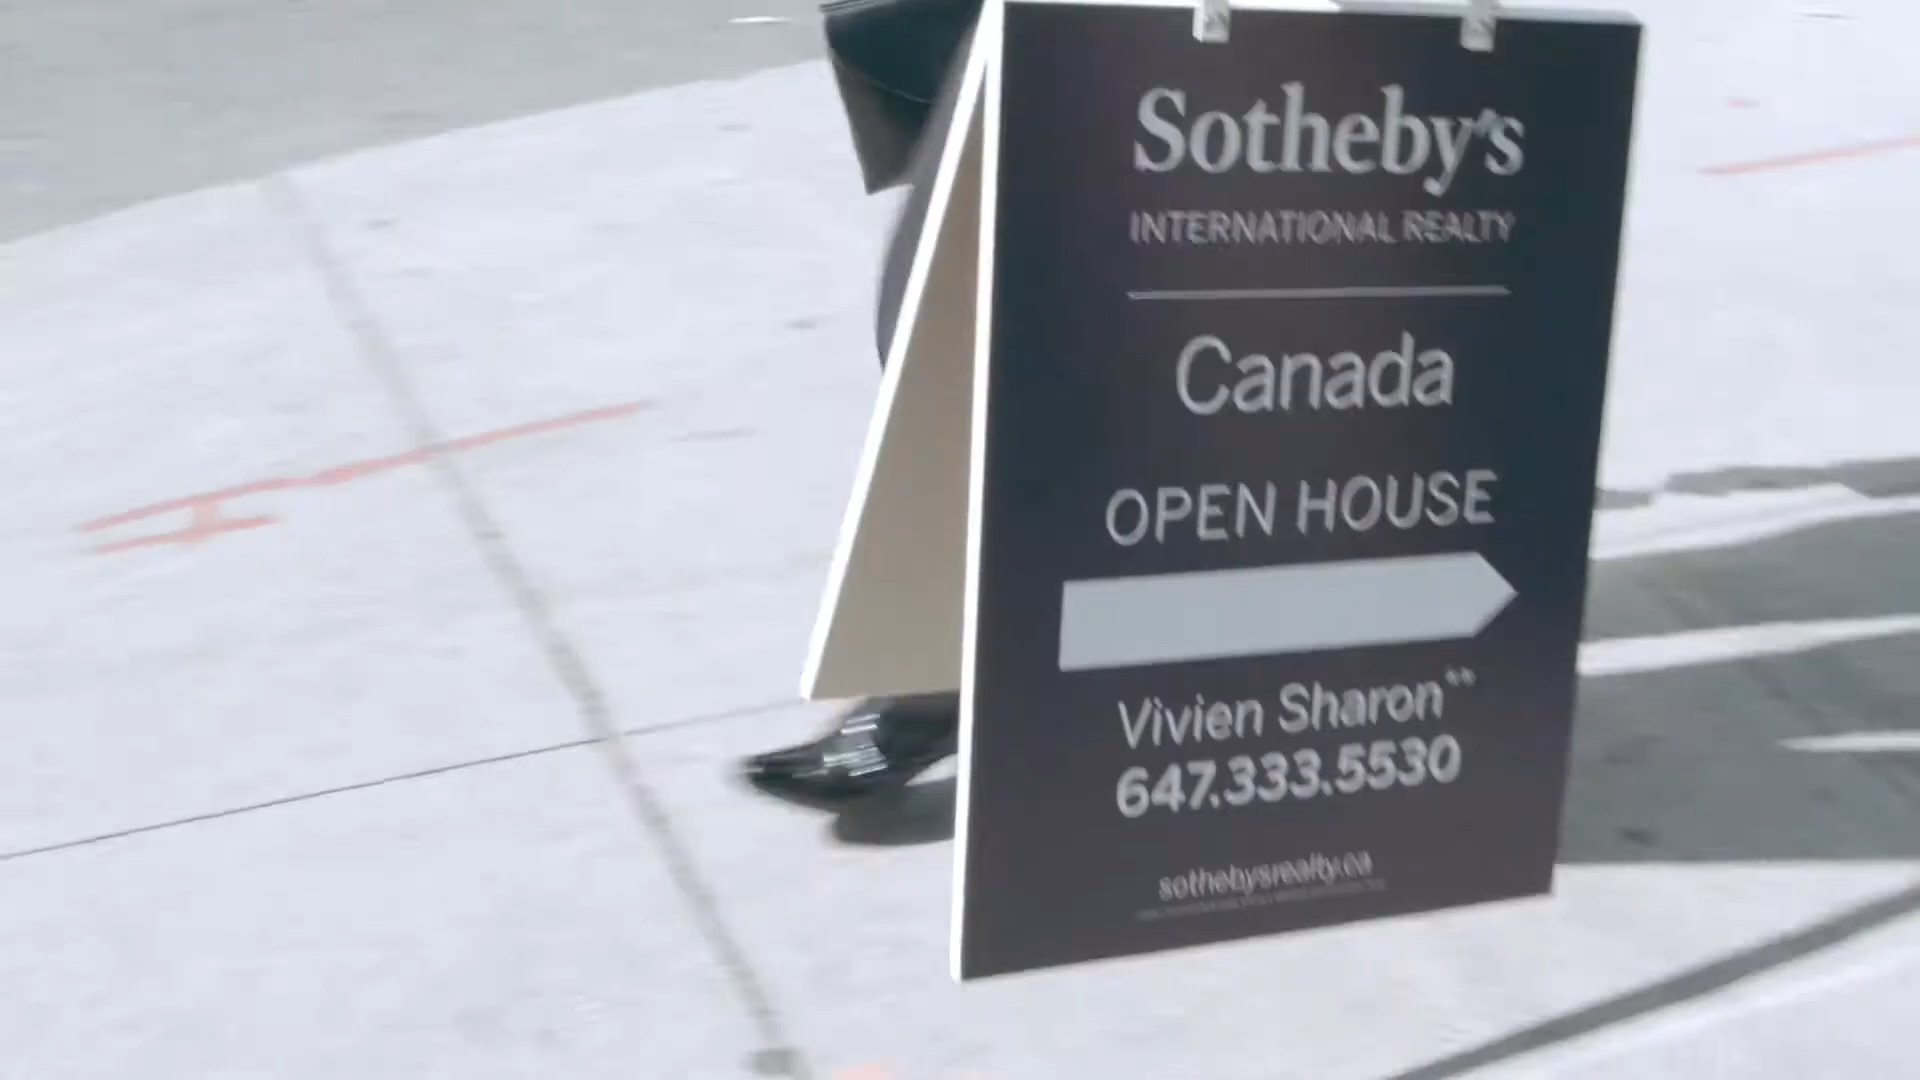 Sotheby's
INTERNATIONAL REALTY
Canada
OPEN HOUSE
Vivien Sharon**
647.333.5530
sothebysrealty.ca